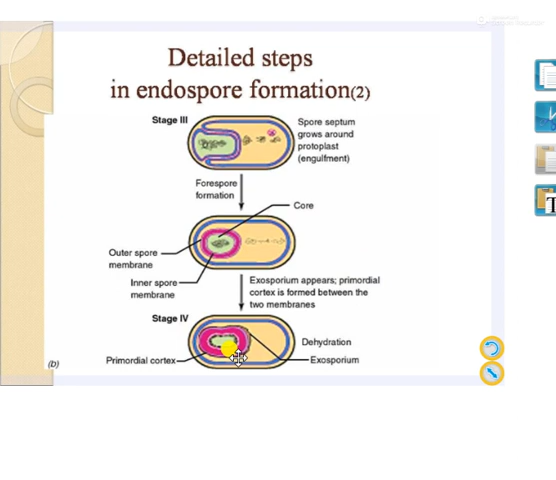 Detailed steps
in endospore formation(2)
Stage III
Spore septum
grows around
protoplast
(engulfment)
Forespore
formation
Core
Outer spore
membrane
Inner spore
membrane
Exosporium appears; primordial
cortex is formed between the
two membranes
Stage IV
Dehydration
Primordial cortex
Exosporium
(b)